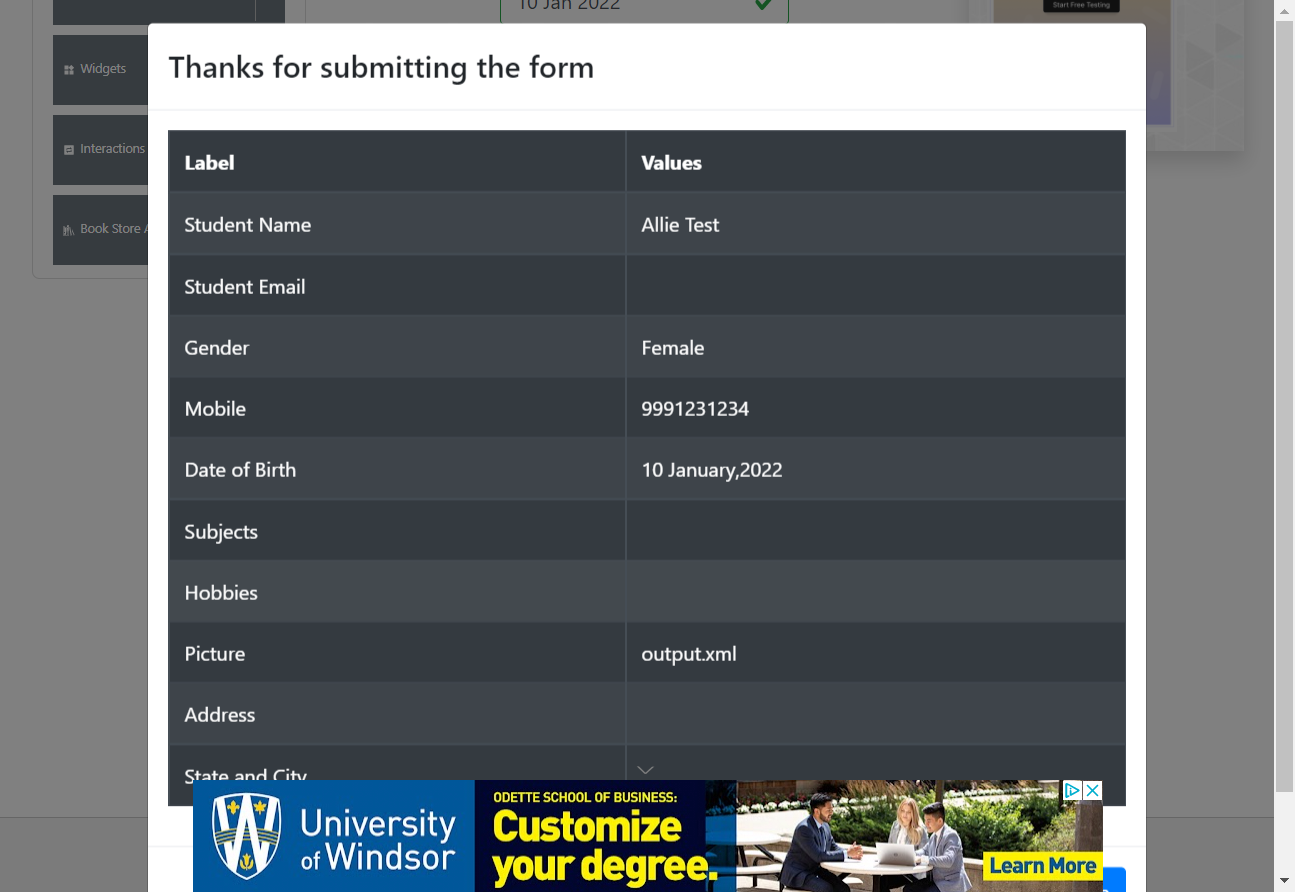 10 Jan 2022
Start Free Testing
Widgets
Interactions
Book Store A
Thanks for submitting the form
Label Values
Student Name Allie Test
Student Email
Gender Female
Mobile 9991231234
Date of Birth 10 January,2022
Subjects
Hobbies
Picture output.xml
Address
State and City
University
of Windsor
ODETTE SCHOOL OF BUSINESS:
Customize
your degree.
Learn More